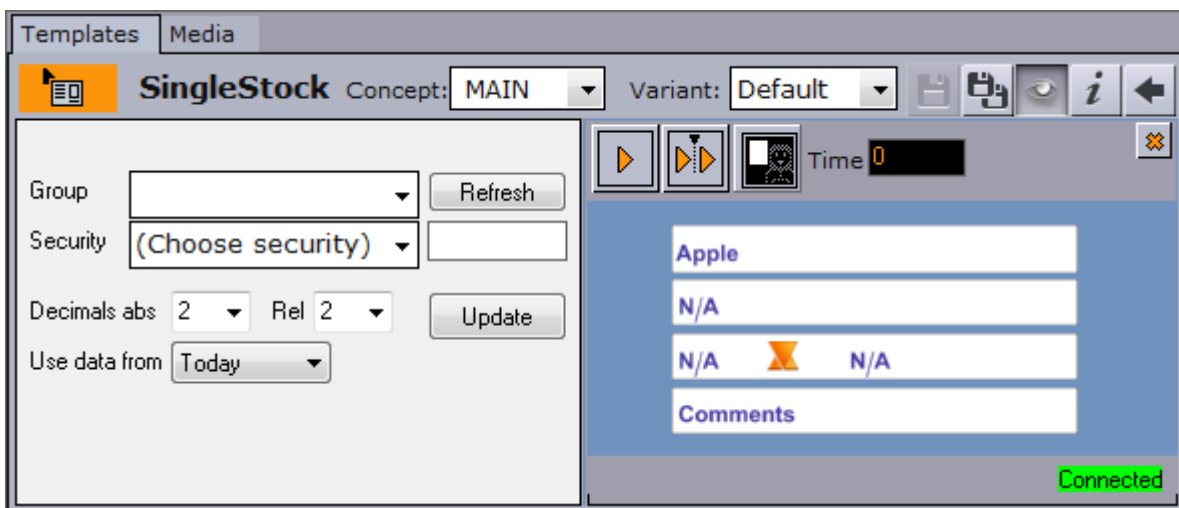 Templates Media
SingleStock Concept: MAIN Variant: Default i
Group Refresh
Security (Choose security)
Decimals abs 2 Rel 2 Update
Use data from Today
Time 0
Apple
N/A
N/A N/A
Comments
Connected